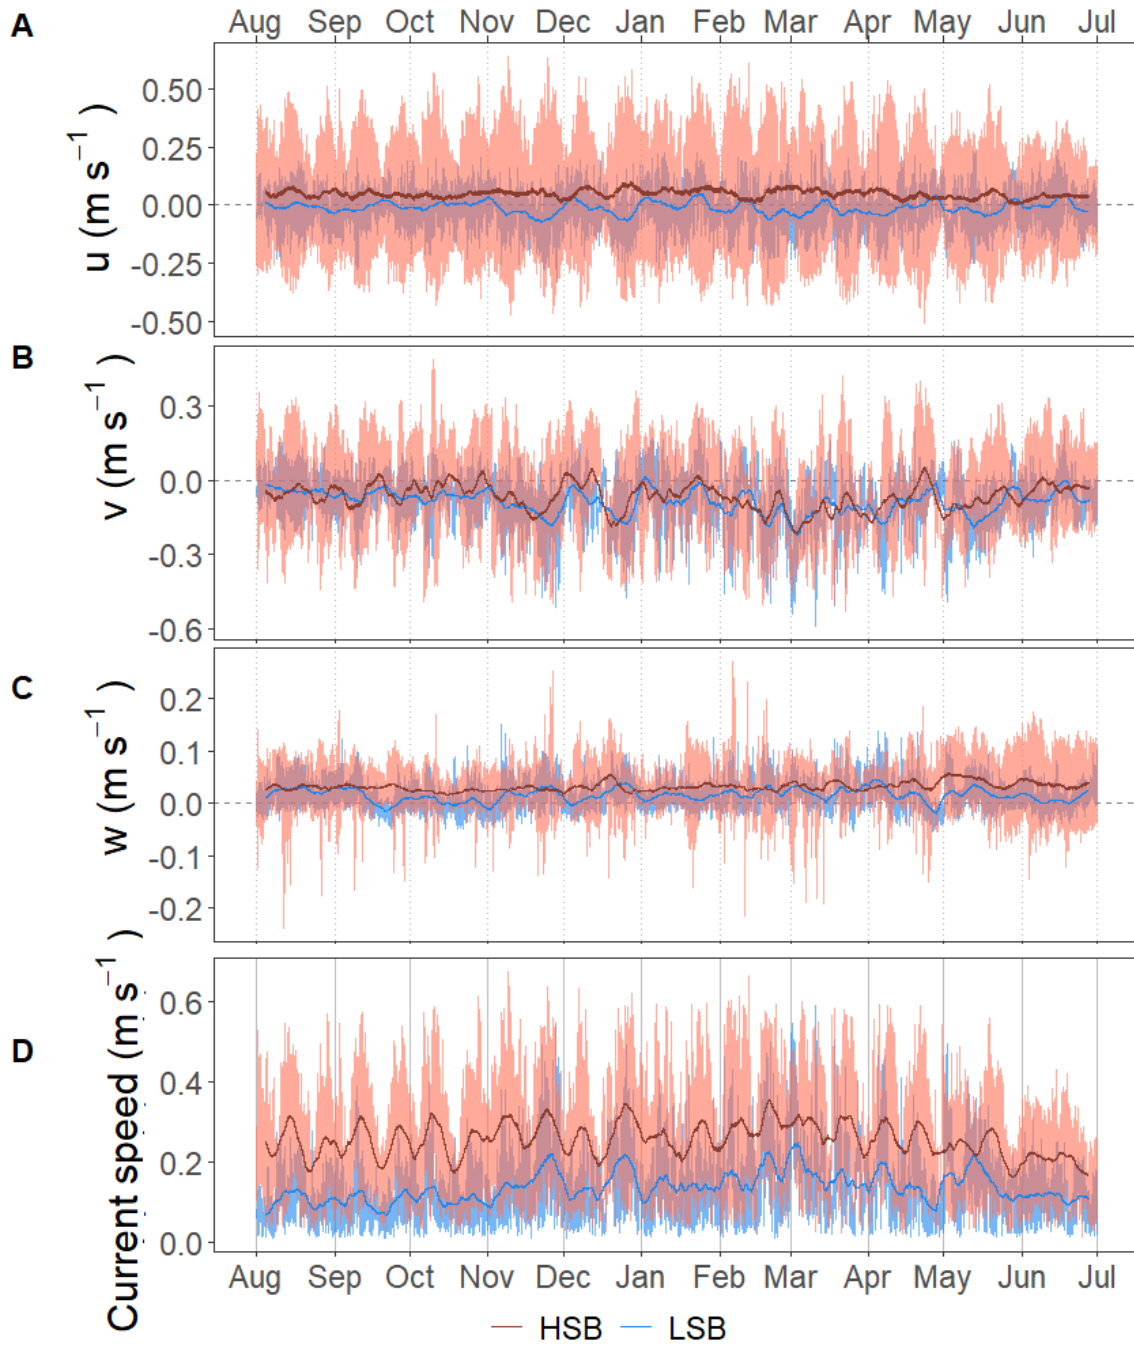 A
Aug Sep Oct Nov Dec Jan Feb Mar Apr May Jun Jul
u (m s⁻¹)
0.50
0.25
0.00
-0.25
-0.50
B
v (m s⁻¹)
0.3
0.0
-0.3
-0.6
C
w (m s⁻¹)
0.2
0.1
0.0
-0.1
-0.2
D
Current speed (m s⁻¹)
0.6
0.4
0.2
0.0
Aug Sep Oct Nov Dec Jan Feb Mar Apr May Jun Jul
HSB LSB